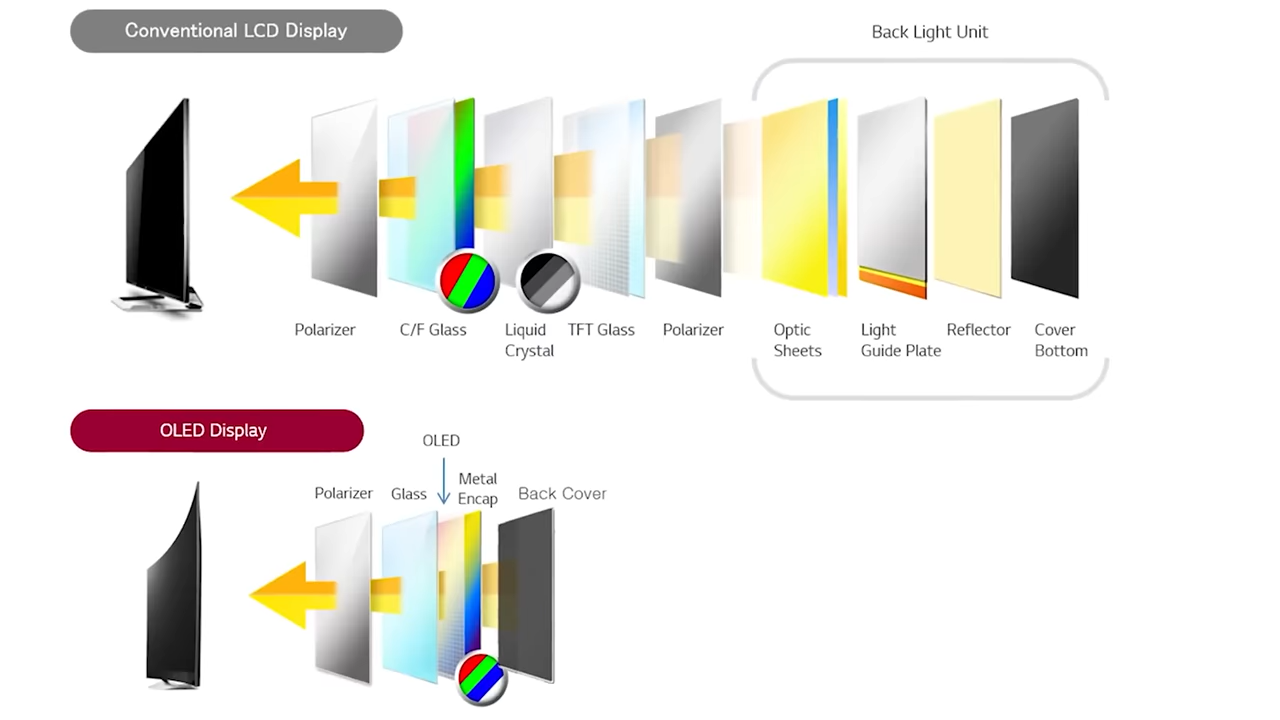 Conventional LCD Display
Back Light Unit
Polarizer
C/F Glass
Liquid
Crystal
TFT Glass
Polarizer
Optic
Sheets
Light
Guide Plate
Reflector
Cover
Bottom
OLED Display
OLED
Polarizer
Glass
Metal
Encap
Back Cover